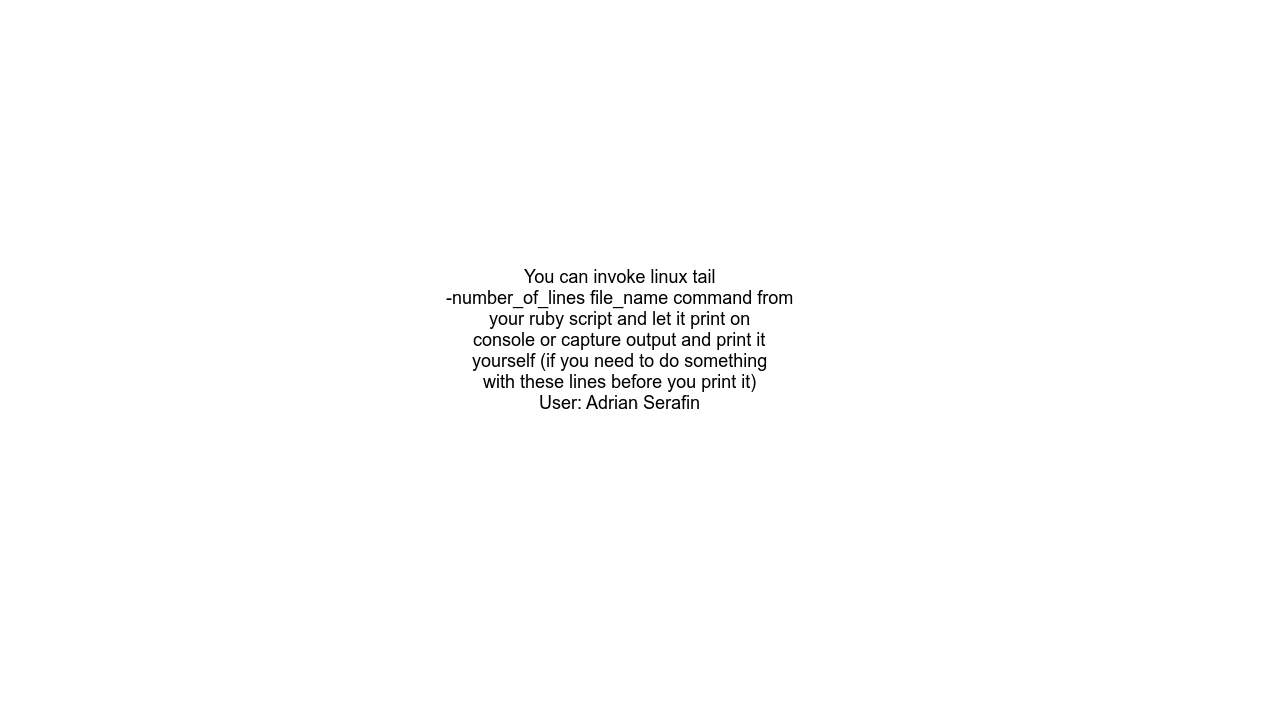 You can invoke linux tail
-number_of_lines file_name command from
your ruby script and let it print on
console or capture output and print it
yourself (if you need to do something
with these lines before you print it)
User: Adrian Serafin